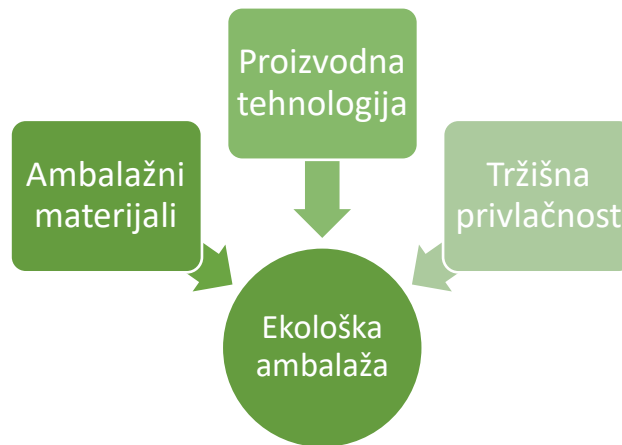 Proizvodna
tehnologija
Ambalažni
materijali
Tržišna
privlačnost
Ekološka
ambalaža